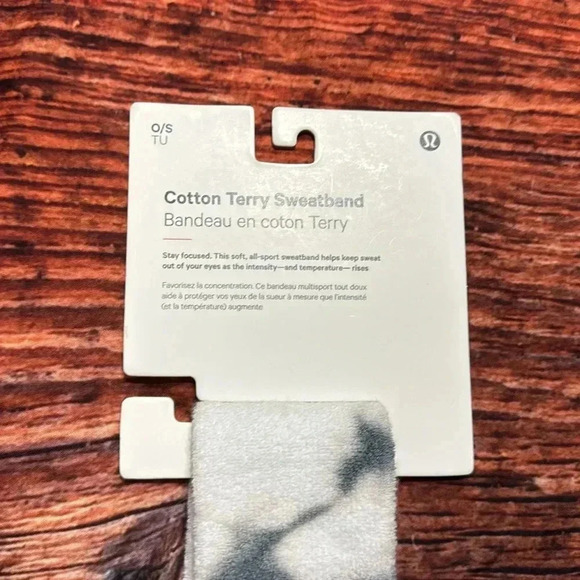 O/S
TU
Cotton Terry Sweatband
Bandeau en coton Terry
Stay focused. This soft, all-sport sweatband helps keep sweat
out of your eyes as the intensity—and temperature— rises
Favorisez la concentration. Ce bandeau multisport tout doux
aide à protéger vos yeux de la sueur à mesure que l'intensité
(et la température) augmente